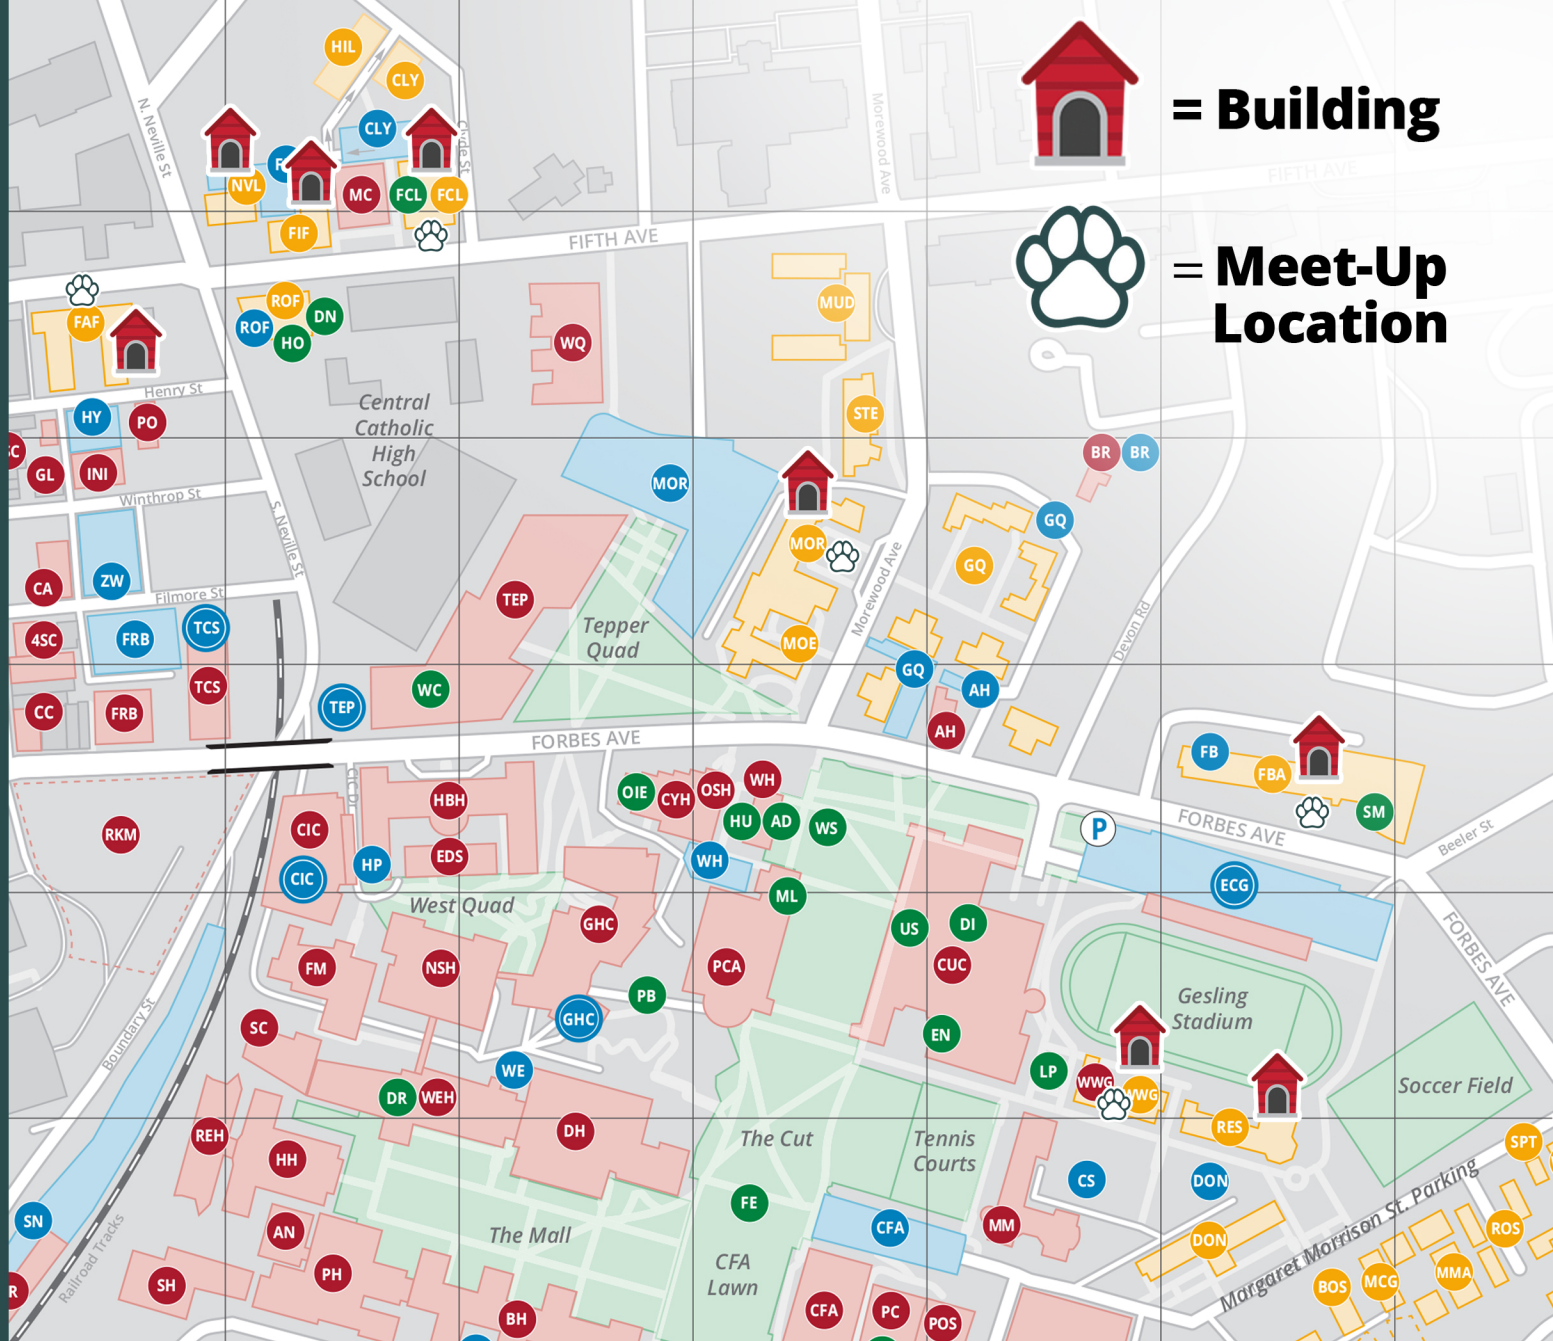 = Building
= Meet-Up
Location
HIL
CLY
CLY
N. Neville St
Clyde St
Morewood Ave
FIFTH AVE
NVL
MC
FCL
FCL
FIF
FIFTH AVE
ROF
DN
ROF
HO
FAF
MUD
WQ
Henry St
HY
PO
Central
Catholic
High
School
STE
GL
INI
BR
BR
MOR
Winthrop St
S. Neville St
GQ
MOR
GQ
CA
ZW
Filmore St
TEP
Morewood Ave
Devon Rd
4SC
FRB
TCS
Tepper
Quad
MOE
GQ
AH
TCS
WC
CC
FRB
TEP
AH
FORBES AVE
FB
FBA
SM
RKM
CIC
HBH
OIE
CYH
OSH
WH
HU
AD
WS
P
FORBES AVE
Beeler St
EDS
HP
WH
CIC
ECG
West Quad
ML
GHC
US
DI
FORBES AVE
FM
NSH
PCA
CUC
PB
Gesling
Stadium
GHC
SC
EN
Boundary St
WE
LP
WWG
WWG
Soccer Field
DR
WEH
REH
DH
The Cut
Tennis
Courts
RES
SPT
HH
CS
DON
Margaret Morrison St. Parking
SN
AN
The Mall
FE
CFA
MM
DON
ROS
Railroad Tracks
SH
PH
CFA
Lawn
BOS
MCG
MMA
BH
CFA
PC
POS